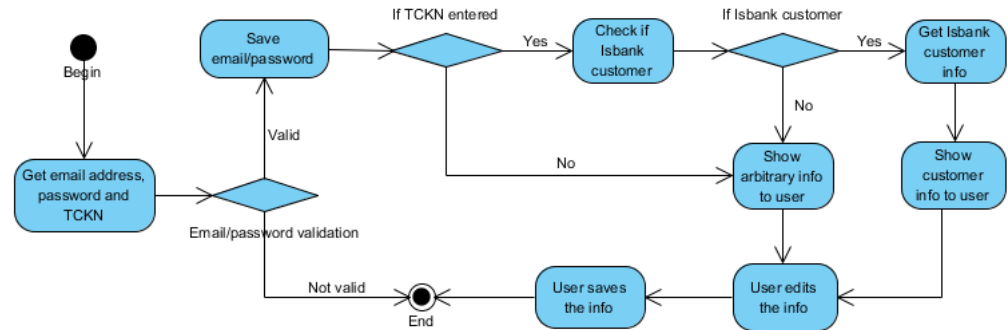 Begin
Get email address,
password and
TCKN
Email/password validation
Valid
Not valid
Save
email/password
If TCKN entered
Yes
No
Check if
Isbank
customer
If Isbank customer
Yes
No
Get Isbank
customer
info
Show
customer
info to user
Show
arbitrary info
to user
User edits
the info
User saves
the info
End